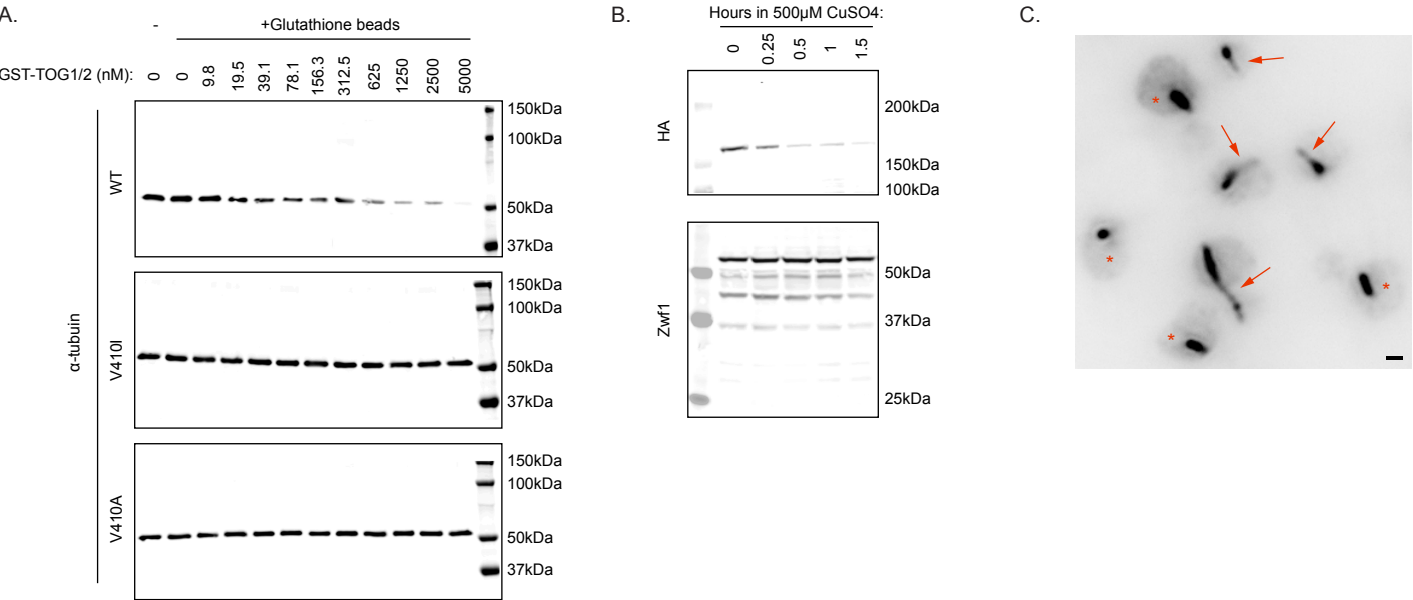 A.
-
+Glutathione beads
GST-TOG1/2 (nM):
0
0
9.8
19.5
39.1
78.1
156.3
312.5
625
1250
2500
5000
α-tubuin
WT
150kDa
100kDa
50kDa
37kDa
V410I
150kDa
100kDa
50kDa
37kDa
V410A
150kDa
100kDa
50kDa
37kDa
B.
Hours in 500µM CuSO4:
0
0.25
0.5
1
1.5
HA
200kDa
150kDa
100kDa
Zwf1
50kDa
37kDa
25kDa
C.
*
*
*
*